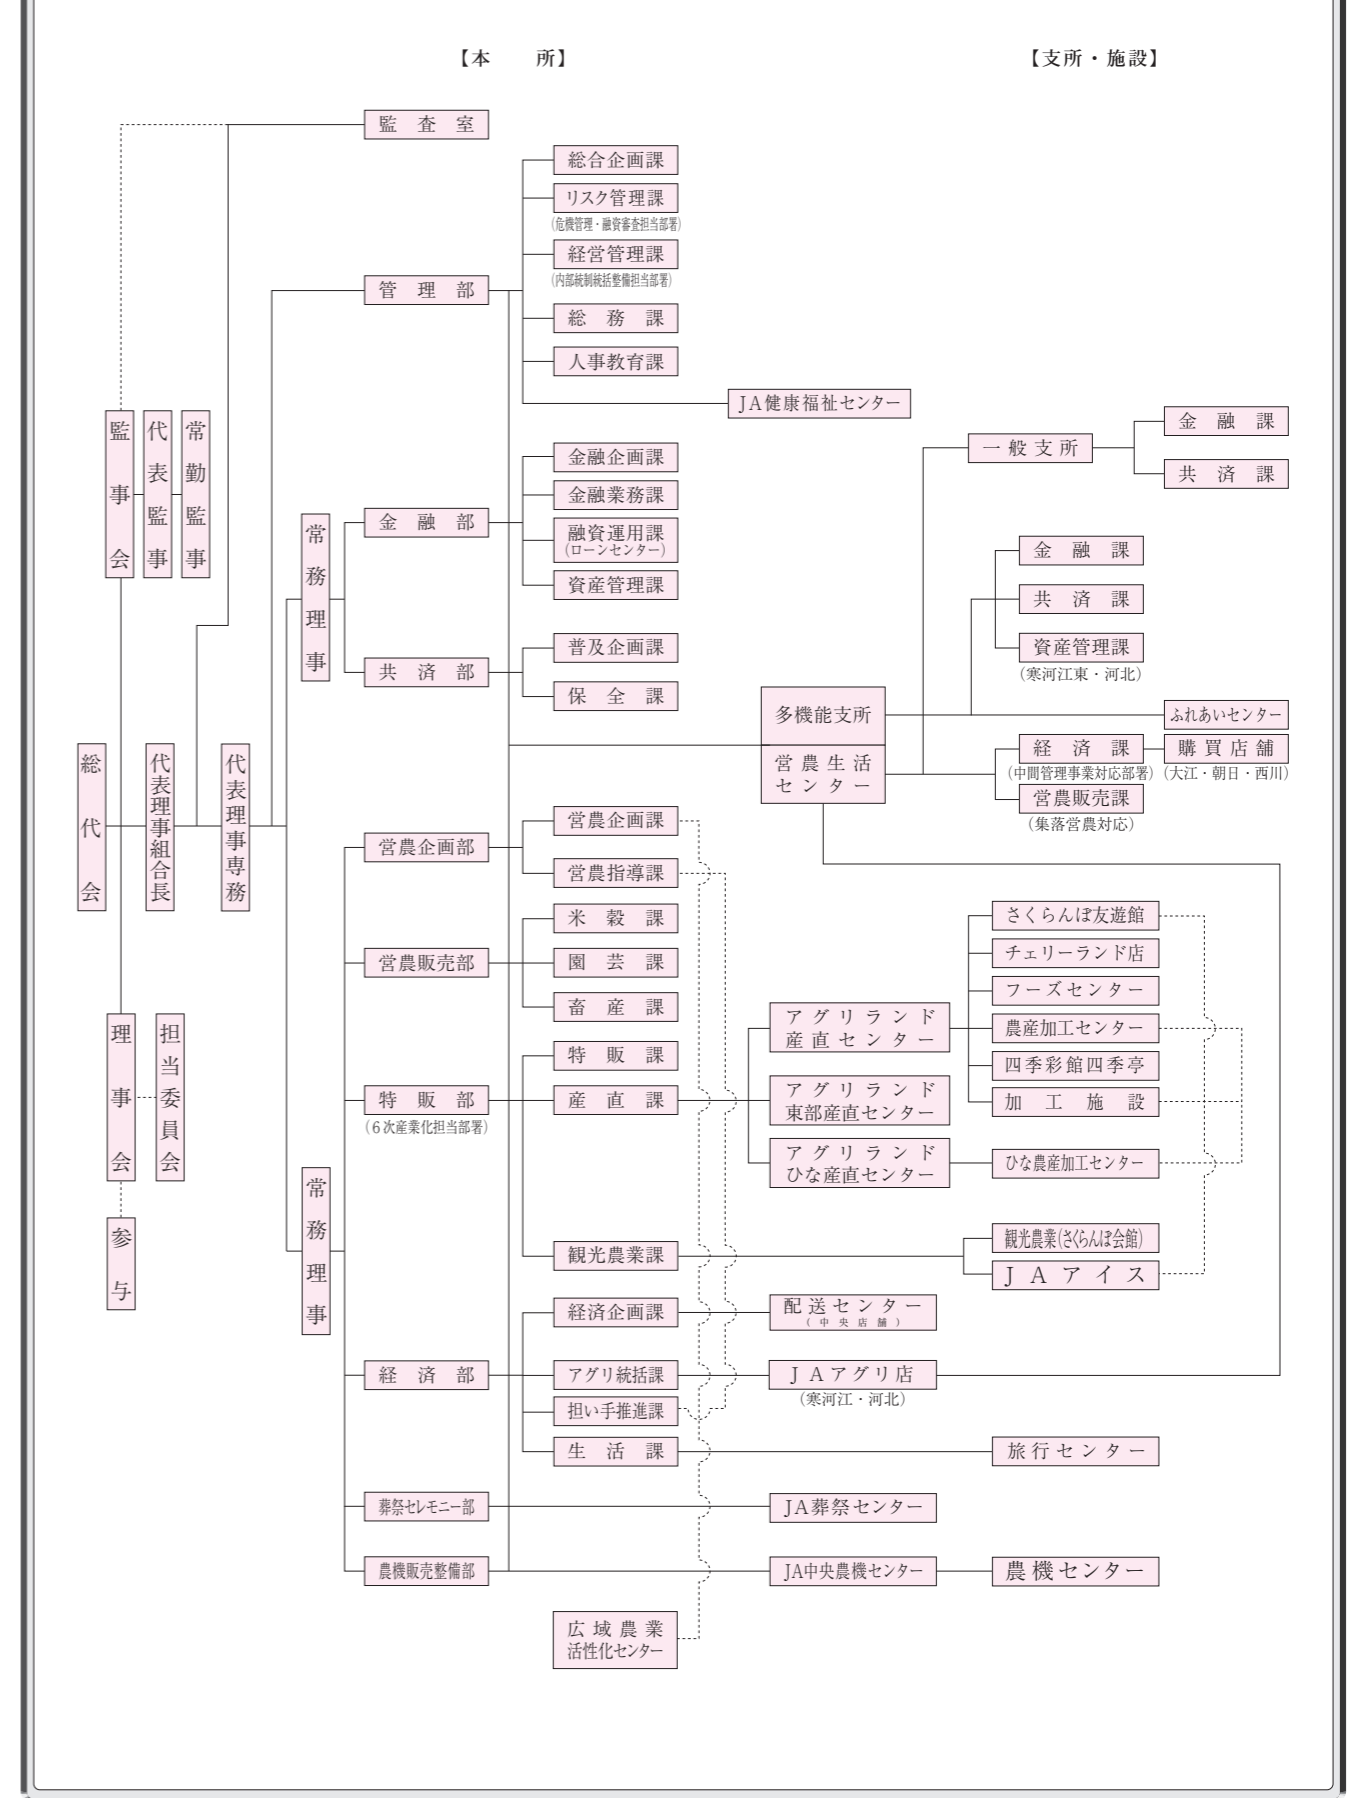 【本　所】
【支所・施設】
監査室
総合企画課
リスク管理課
(危機管理・融資審査担当部署)
経営管理課
(内部統制統括整備担当部署)
管理部
総務課
人事教育課
JA健康福祉センター
監事会
代表監事
常勤監事
一般支所
金融課
共済課
常務理事
金融部
金融企画課
金融業務課
融資運用課
(ローンセンター)
資産管理課
共済部
普及企画課
保全課
金融課
共済課
資産管理課
(寒河江東・河北)
多機能支所
ふれあいセンター
営農生活
センター
経済課
(中間管理事業対応部署)
購買店舗
(大江・朝日・西川)
営農販売課
(集落営農対応)
総代会
代表理事組合長
代表理事専務
営農企画部
営農企画課
営農指導課
営農販売部
米穀課
園芸課
畜産課
理事会
担当委員会
参与
常務理事
特販部
(6次産業化担当部署)
特販課
産直課
アグリランド
産直センター
さくらんぼ友遊館
チェリーランド店
フーズセンター
農産加工センター
四季彩館四季亭
加工施設
アグリランド
東部産直センター
アグリランド
ひな産直センター
ひな農産加工センター
観光農業課
観光農業(さくらんぼ会館)
JAアイス
経済部
経済企画課
配送センター
(中央店舗)
アグリ統括課
JAアグリ店
(寒河江・河北)
担い手推進課
生活課
旅行センター
葬祭セレモニー部
JA葬祭センター
農機販売整備部
JA中央農機センター
農機センター
広域農業
活性化センター